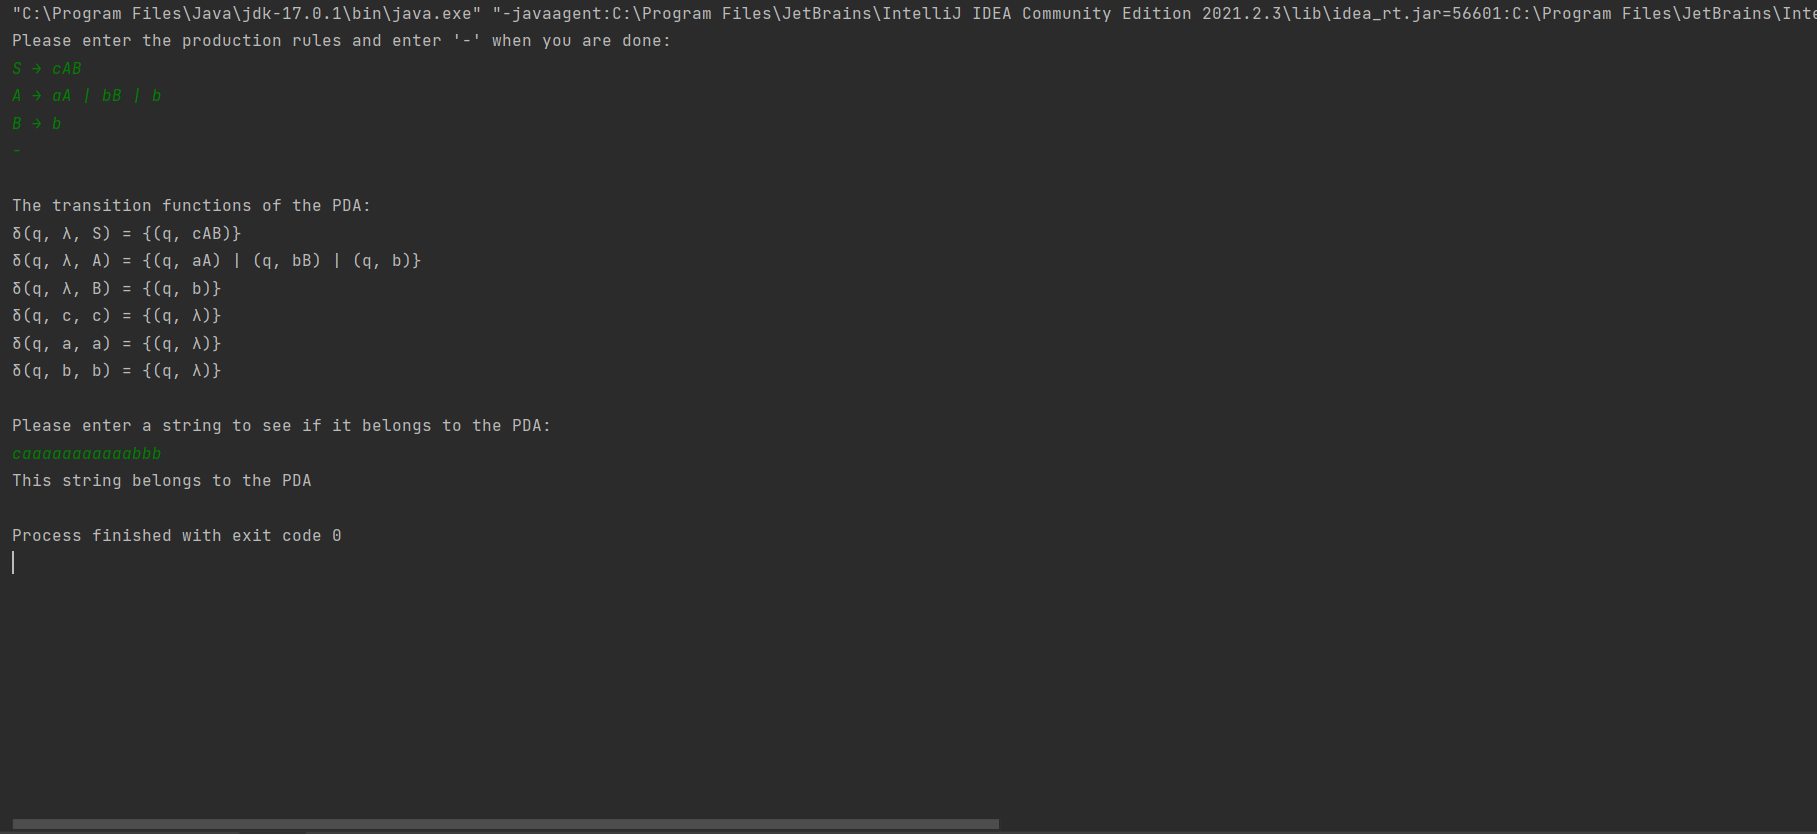 "C:\Program Files\Java\jdk-17.0.1\bin\java.exe" "-javaagent:C:\Program Files\JetBrains\IntelliJ IDEA Community Edition 2021.2.3\lib\idea_rt.jar=56601:C:\Program Files\JetBrains\Inte
Please enter the production rules and enter '-' when you are done:
S → cAB
A → aA | bB | b
B → b
-
The transition functions of the PDA:
δ(q, λ, S) = {(q, cAB)}
δ(q, λ, A) = {(q, aA) | (q, bB) | (q, b)}
δ(q, λ, B) = {(q, b)}
δ(q, c, c) = {(q, λ)}
δ(q, a, a) = {(q, λ)}
δ(q, b, b) = {(q, λ)}
Please enter a string to see if it belongs to the PDA:
caaaaaaaaaaabbb
This string belongs to the PDA
Process finished with exit code 0